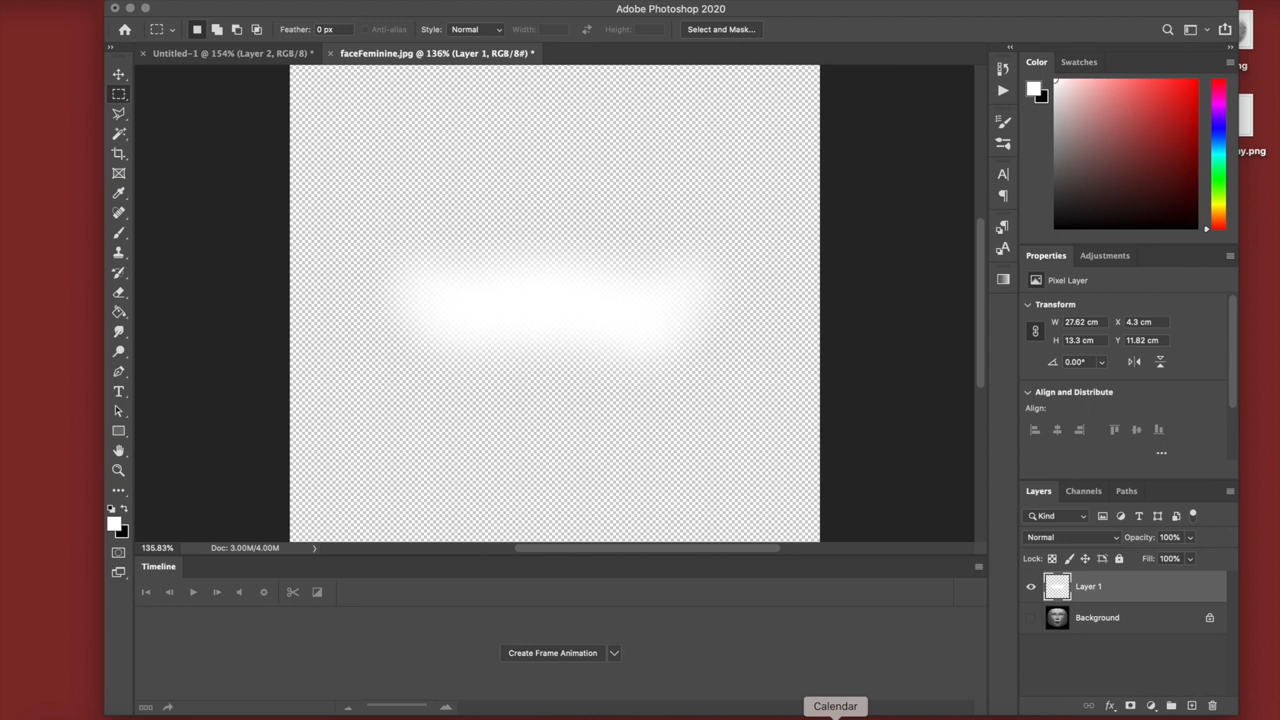 Adobe Photoshop 2020
Feather: 0 px Anti-alias Style: Normal Width: Height: Select and Mask...
Untitled-1 @ 154% (Layer 2, RGB/8) * faceFeminine.jpg @ 136% (Layer 1, RGB/8#) *
Color Swatches
Properties Adjustments
Pixel Layer
Transform
W 27.62 cm X 4.3 cm
H 13.3 cm Y 11.82 cm
0.00°
Align and Distribute
Align:
Layers Channels Paths
Kind
Normal Opacity: 100%
Lock: Fill: 100%
Layer 1
Background
135.83% Doc: 3.00M/4.00M
Timeline
Create Frame Animation
Calendar